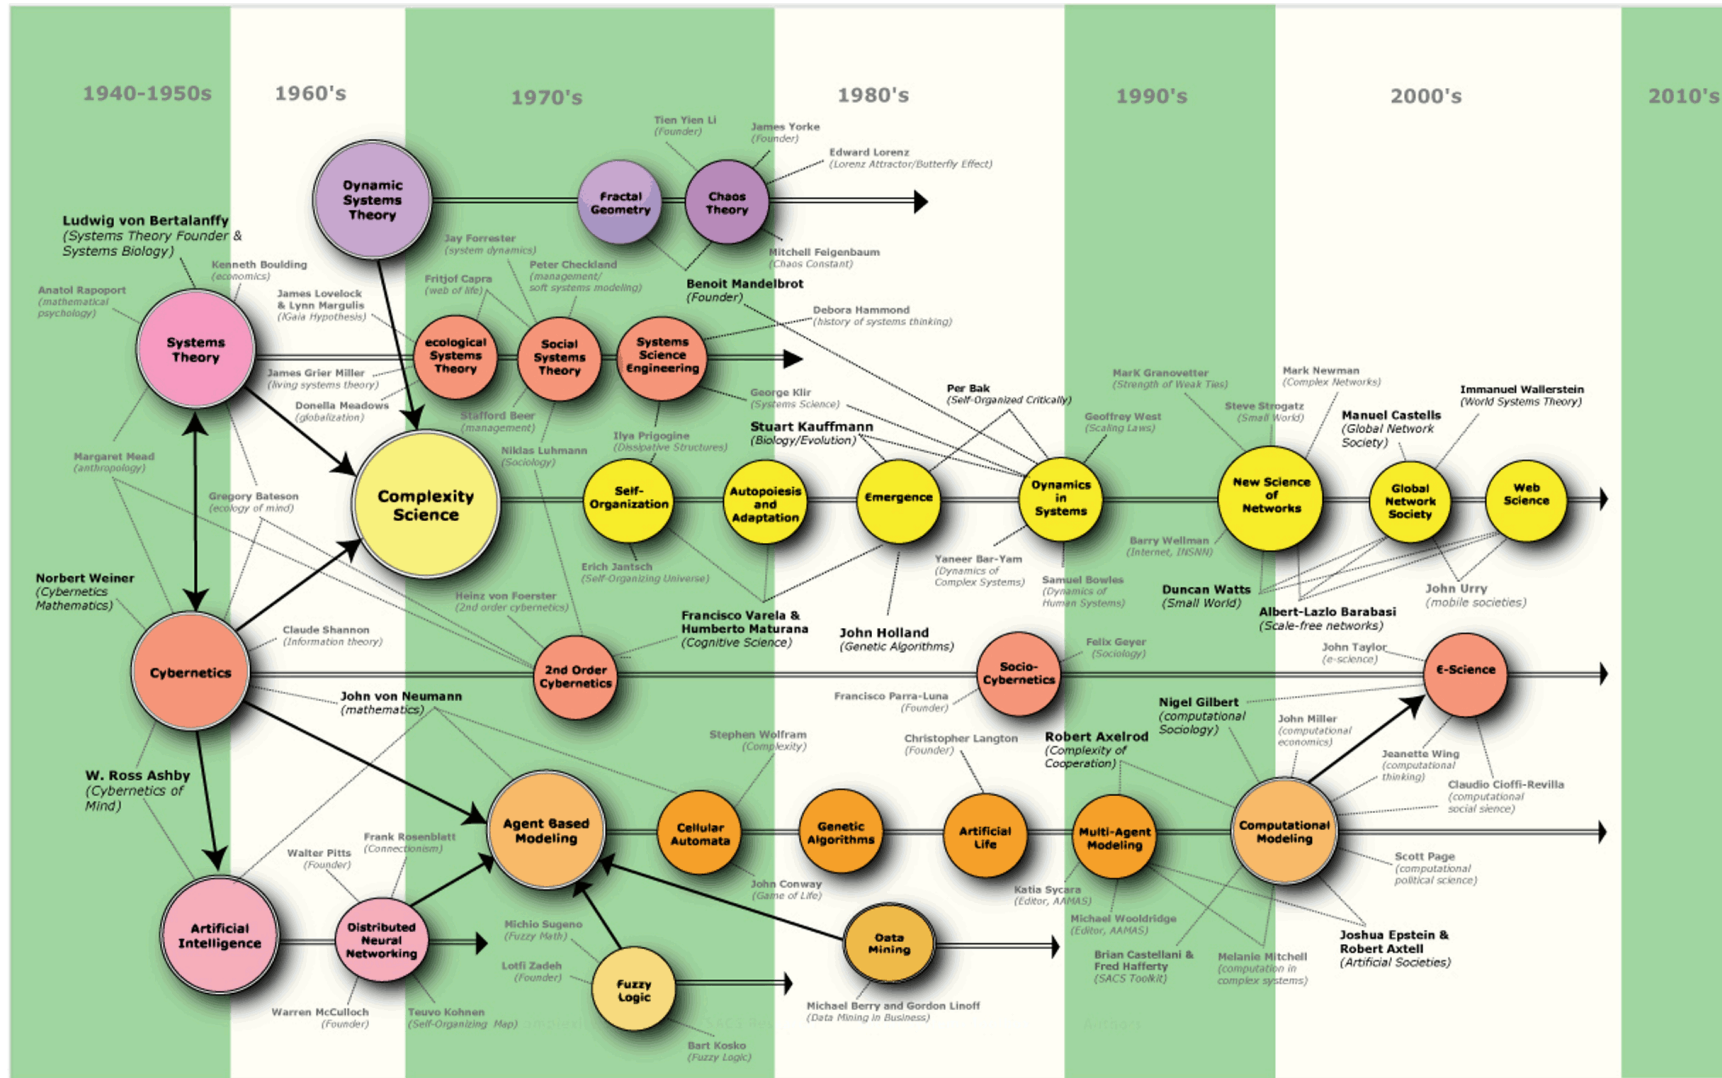 1940-1950s
1960's
1970's
1980's
1990's
2000's
2010's
Tien Yien Li
(Founder)
James Yorke
(Founder)
Edward Lorenz
(Lorenz Attractor/Butterfly Effect)
Dynamic
Systems
Theory
Fractal
Geometry
Chaos
Theory
Ludwig von Bertalanffy
(Systems Theory Founder &
Systems Biology)
Jay Forrester
(system dynamics)
Mitchell Feigenbaum
(Chaos Constant)
Kenneth Boulding
(economics)
Fritjof Capra
(web of life)
Peter Checkland
(management/
soft systems modeling)
Benoit Mandelbrot
(Founder)
Anatol Rapoport
(mathematical
psychology)
James Lovelock
& Lynn Margulis
(IGaia Hypothesis)
Debora Hammond
(history of systems thinking)
Systems
Theory
ecological
Systems
Theory
Social
Systems
Theory
Systems
Science
Engineering
James Grier Miller
(living systems theory)
Donella Meadows
(globalization)
Stafford Beer
(management)
George Klir
(Systems Science)
Per Bak
(Self-Organized Critically)
MarK Granovetter
(Strength of Weak Ties)
Mark Newman
(Complex Networks)
Immanuel Wallerstein
(World Systems Theory)
Steve Strogatz
(Small World)
Manuel Castells
(Global Network
Society)
Geoffrey West
(Scaling Laws)
Stuart Kauffmann
(Biology/Evolution)
Ilya Prigogine
(Dissipative Structures)
Niklas Luhmann
(Sociology)
Margaret Mead
(anthropology)
Gregory Bateson
(ecology of mind)
Complexity
Science
Self-
Organization
Autopoiesis
and
Adaptation
Emergence
Dynamics
in
Systems
New Science
of
Networks
Global
Network
Society
Web
Science
Barry Wellman
(Internet, INSNN)
Erich Jantsch
(Self-Organizing Universe)
Yaneer Bar-Yam
(Dynamics of
Complex Systems)
Samuel Bowles
(Dynamics of
Human Systems)
Duncan Watts
(Small World)
John Urry
(mobile societies)
Albert-Lazlo Barabasi
(Scale-free networks)
Norbert Weiner
(Cybernetics
Mathematics)
Heinz von Foerster
(2nd order cybernetics)
Francisco Varela &
Humberto Maturana
(Cognitive Science)
John Holland
(Genetic Algorithms)
Claude Shannon
(Information theory)
Felix Geyer
(Sociology)
John Taylor
(e-science)
Cybernetics
2nd Order
Cybernetics
Socio-
Cybernetics
E-Science
John von Neumann
(mathematics)
Francisco Parra-Luna
(Founder)
Nigel Gilbert
(computational
Sociology)
John Miller
(computational
economics)
Stephen Wolfram
(Complexity)
Christopher Langton
(Founder)
Robert Axelrod
(Complexity of
Cooperation)
Jeanette Wing
(computational
thinking)
Claudio Cioffi-Revilla
(computational
social sience)
W. Ross Ashby
(Cybernetics of
Mind)
Agent Based
Modeling
Cellular
Automata
Genetic
Algorithms
Artificial
Life
Multi-Agent
Modeling
Computational
Modeling
Frank Rosenblatt
(Connectionism)
Walter Pitts
(Founder)
John Conway
(Game of Life)
Katia Sycara
(Editor, AAMAS)
Scott Page
(computational
political science)
Michael Wooldridge
(Editor, AAMAS)
Artificial
Intelligence
Distributed
Neural
Networking
Michio Sugeno
(Fuzzy Math)
Data
Mining
Joshua Epstein &
Robert Axtell
(Artificial Societies)
Brian Castellani &
Fred Hafferty
(SACS Toolkit)
Melanie Mitchell
(computation in
complex systems)
Lotfi Zadeh
(Founder)
Fuzzy
Logic
Warren McCulloch
(Founder)
Teuvo Kohnen
(Self-Organizing Map)
Michael Berry and Gordon Linoff
(Data Mining in Business)
Bart Kosko
(Fuzzy Logic)